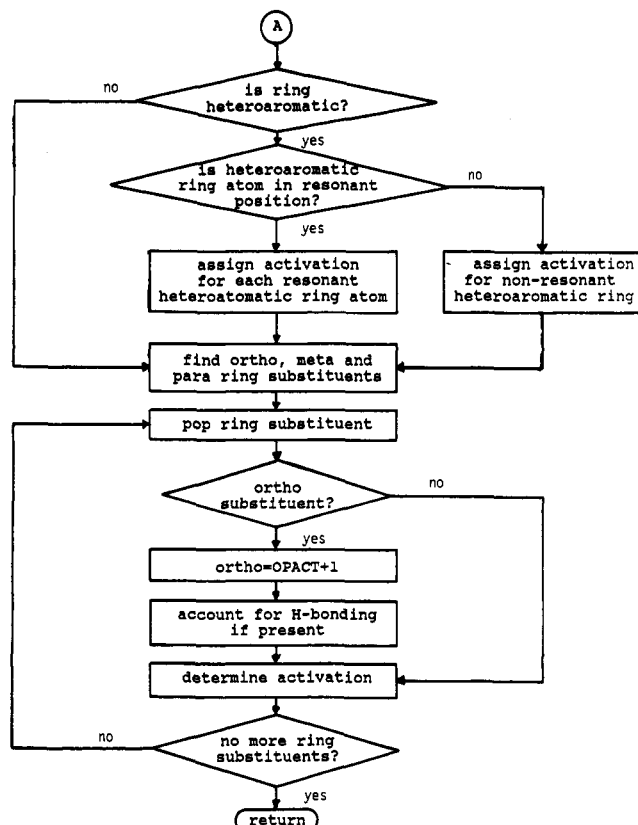 A
no
is ring
heteroaromatic?
yes
is heteroaromatic
ring atom in resonant
position?
no
yes
assign activation
for each resonant
heteroatomatic ring atom
assign activation
for non-resonant
heteroaromatic ring
find ortho, meta and
para ring substituents
pop ring substituent
ortho
substituent?
no
yes
ortho=OPACT+1
account for H-bonding
if present
determine activation
no
no more ring
substituents?
yes
return